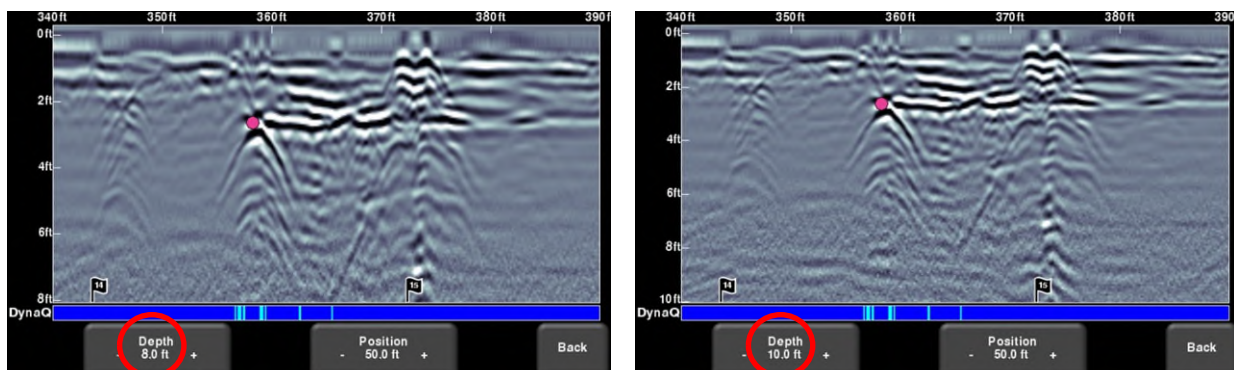 340ft 350ft 360ft 370ft 380ft 390ft
0ft
2ft
4ft
6ft
8ft
14 15
DynaQ
Depth
- 8.0 ft +
Position
- 50.0 ft +
Back
340ft 350ft 360ft 370ft 380ft 390
0ft
2ft
4ft
6ft
8ft
10ft
14 15
DynaQ
Depth
- 10.0 ft +
Position
- 50.0 ft +
Back